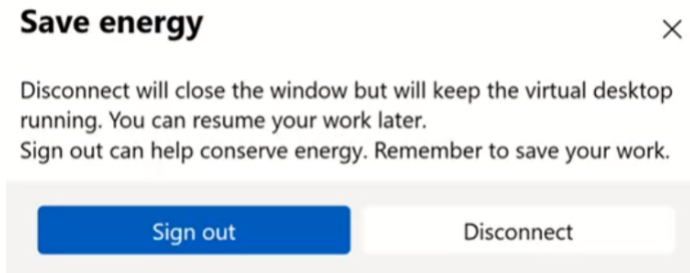 Save energy
Disconnect will close the window but will keep the virtual desktop
running. You can resume your work later.
Sign out can help conserve energy. Remember to save your work.
Sign out
Disconnect